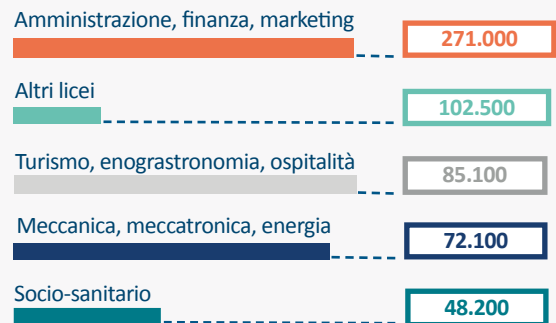 Amministrazione, finanza, marketing
271.000
Altri licei
102.500
Turismo, enograstronomia, ospitalità
85.100
Meccanica, meccatronica, energia
72.100
Socio-sanitario
48.200